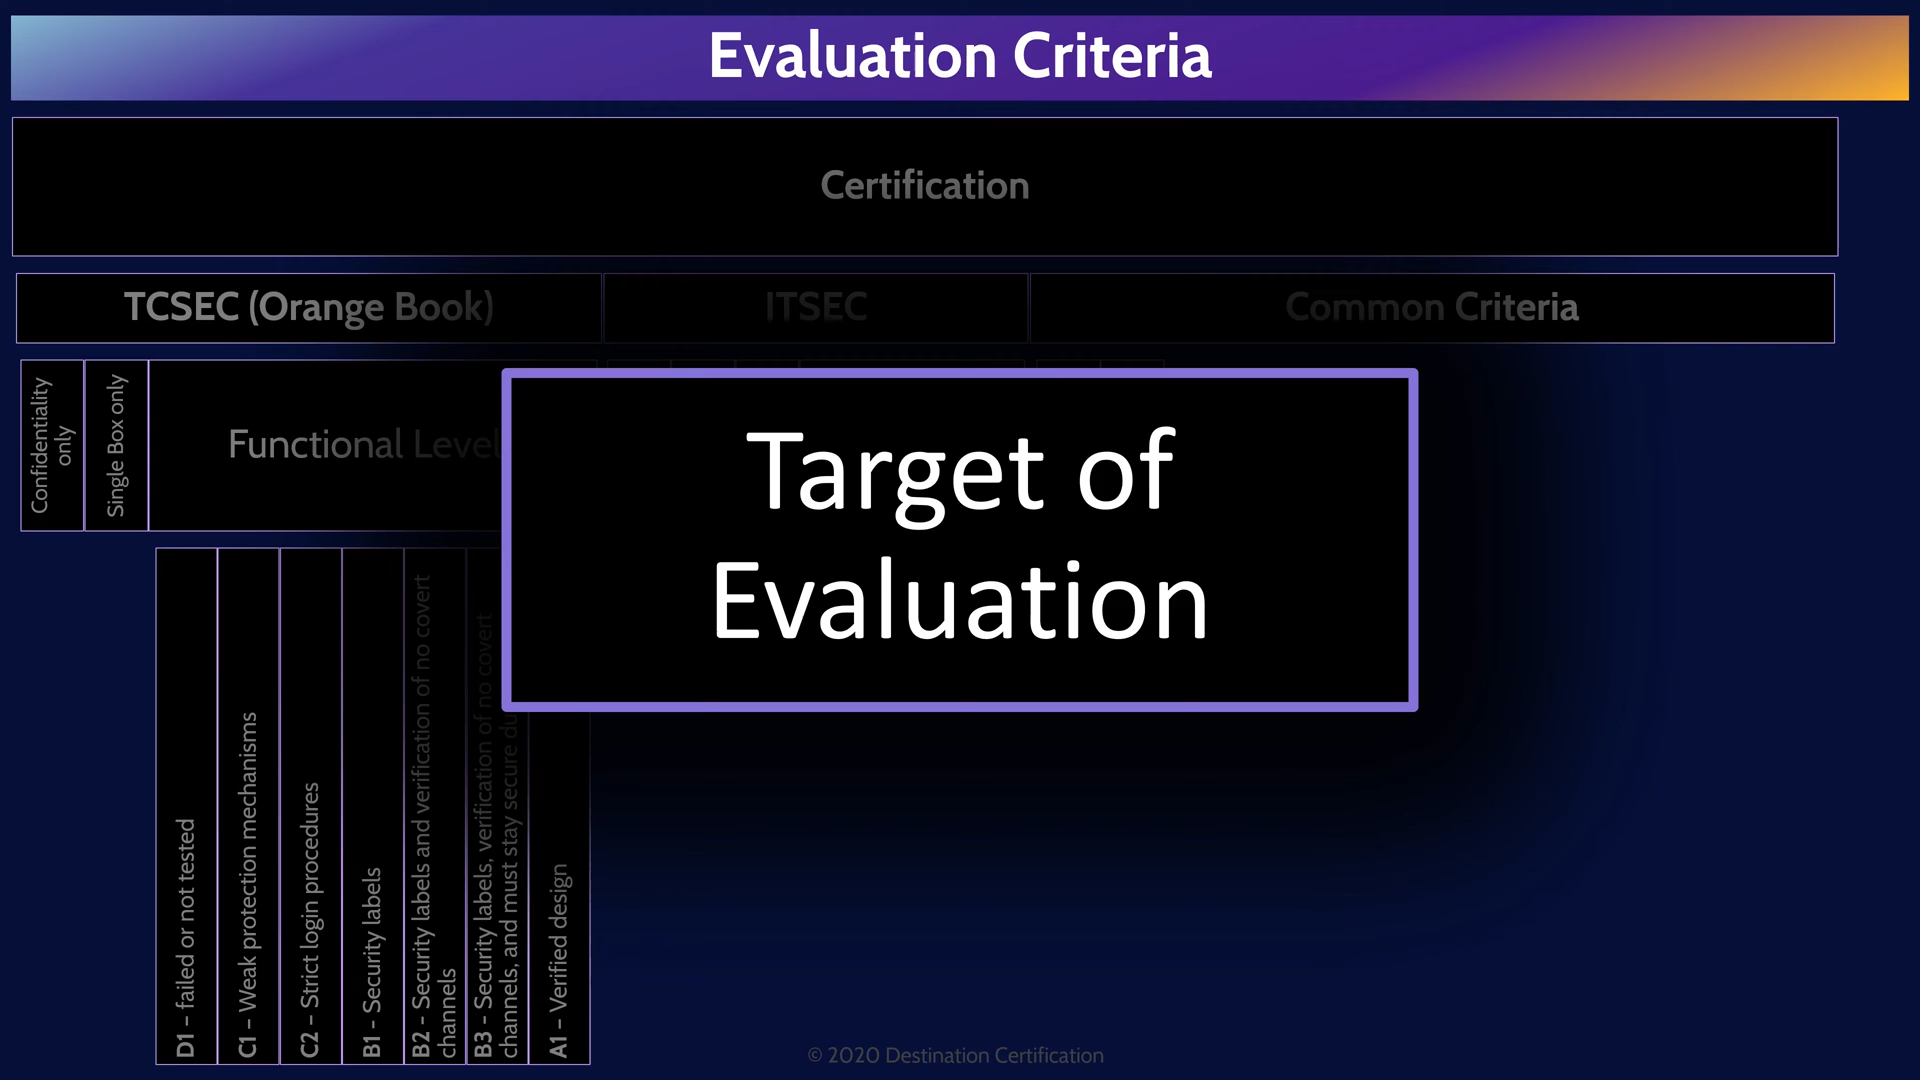 Evaluation Criteria
Certification
TCSEC (Orange Book)
ITSEC
Common Criteria
Confidentiality
only
Single Box only
Functional Level
Target of
Evaluation
D1 – failed or not tested
C1 – Weak protection mechanisms
C2 – Strict login procedures
B1 - Security labels
B2 - Security labels and verification of no covert
channels
B3 - Security labels, verification of no covert
channels, and must stay secure
A1 – Verified design
© 2020 Destination Certification